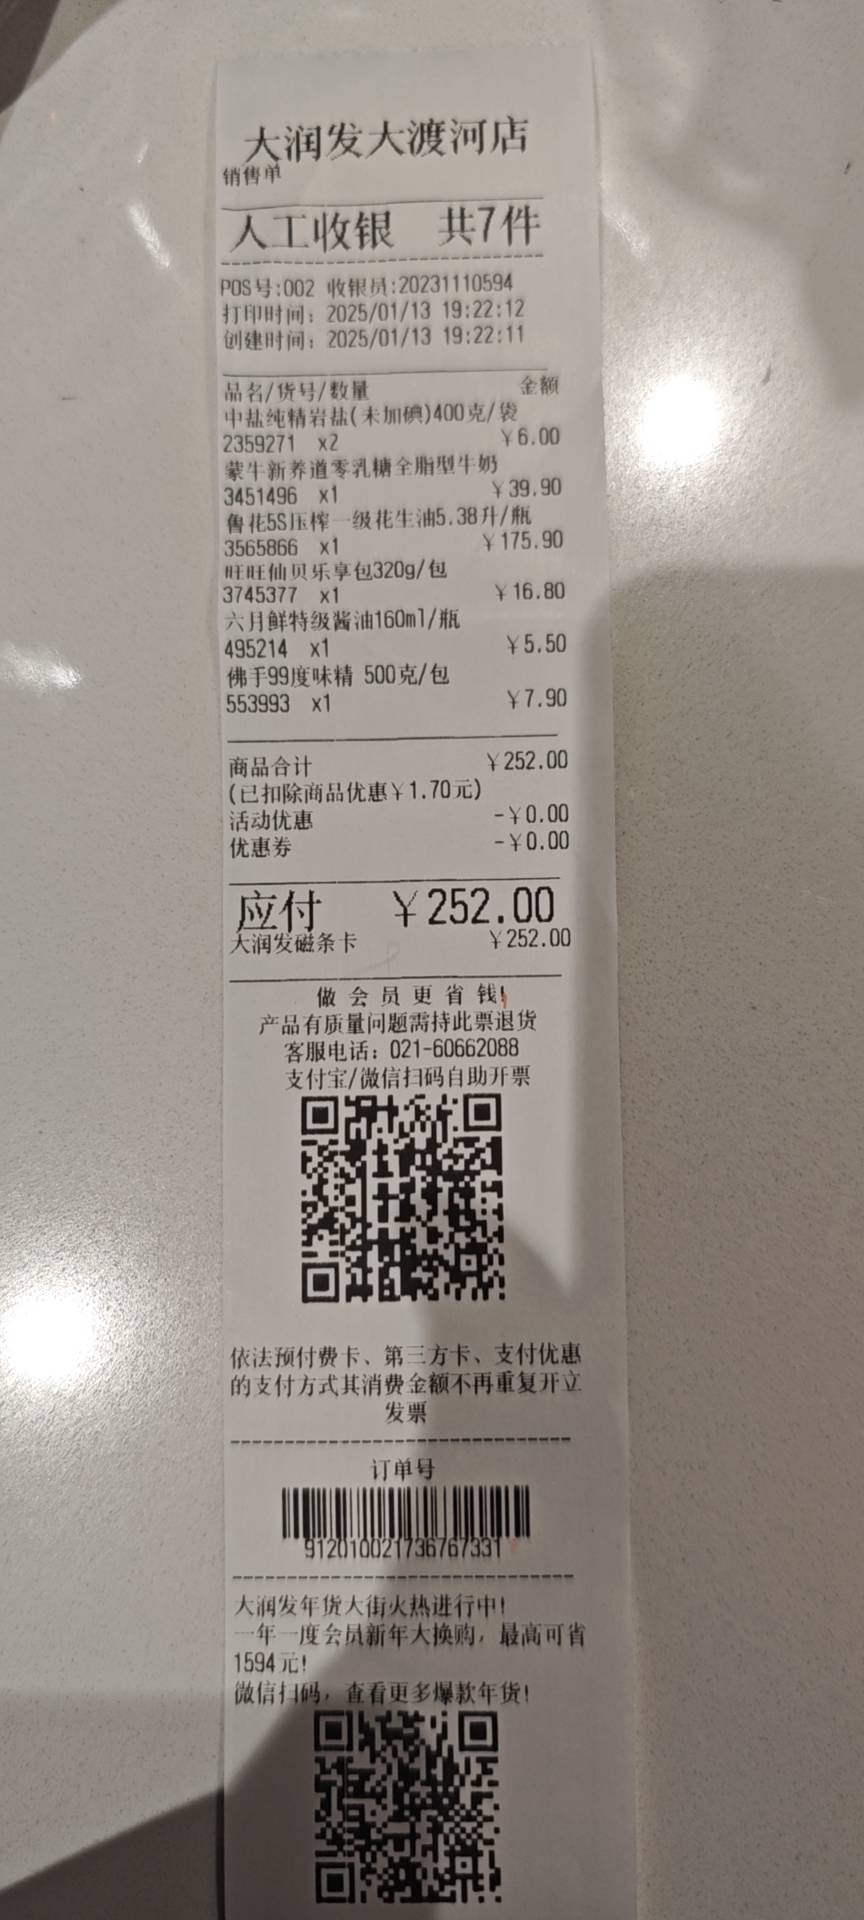 大润发大渡河店
销售单
人工收银 共7件
POS号:002 收银员:20231110594
打印时间：2025/01/13 19:22:12
创建时间：2025/01/13 19:22:11
品名/货号/数量 金额
中盐纯精岩盐(未加碘)400克/袋
2359271 x2 ￥6.00
蒙牛新养道零乳糖全脂型牛奶
3451496 x1 ￥39.90
鲁花5S压榨一级花生油5.38升/瓶
3565866 x1 ￥175.90
旺旺仙贝乐享包320g/包
3745377 x1 ￥16.80
六月鲜特级酱油160ml/瓶
495214 x1 ￥5.50
佛手99度味精 500克/包
553993 x1 ￥7.90
商品合计 ￥252.00
(已扣除商品优惠￥1.70元)
活动优惠 -￥0.00
优惠券 -￥0.00
应付 ￥252.00
大润发磁条卡 ￥252.00
做会员更省钱!
产品有质量问题需持此票退货
客服电话：021-60662088
支付宝/微信扫码自助开票
依法预付费卡、第三方卡、支付优惠
的支付方式其消费金额不再重复开立
发票
订单号
912010021736767331
大润发年货大街火热进行中!
一年一度会员新年大换购，最高可省
1594元!
微信扫码，查看更多爆款年货!